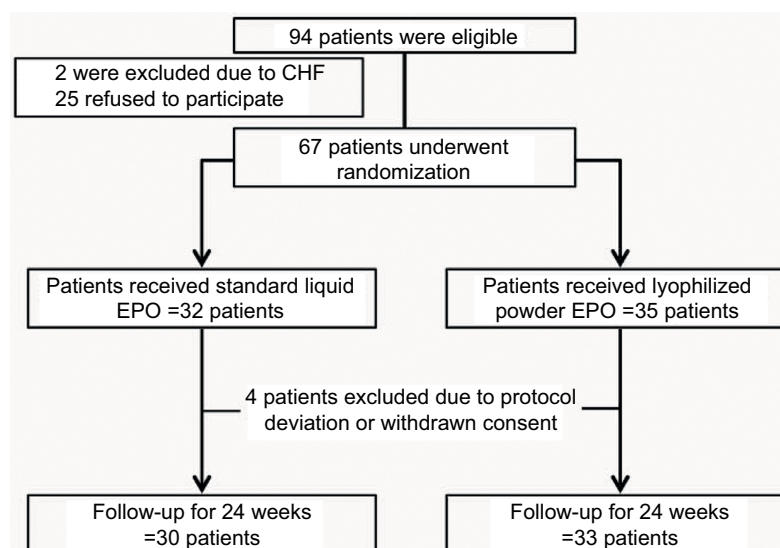 94 patients were eligible
2 were excluded due to CHF
25 refused to participate
67 patients underwent
randomization
Patients received standard liquid
EPO =32 patients
Patients received lyophilized
powder EPO =35 patients
4 patients excluded due to protocol
deviation or withdrawn consent
Follow-up for 24 weeks
=30 patients
Follow-up for 24 weeks
=33 patients